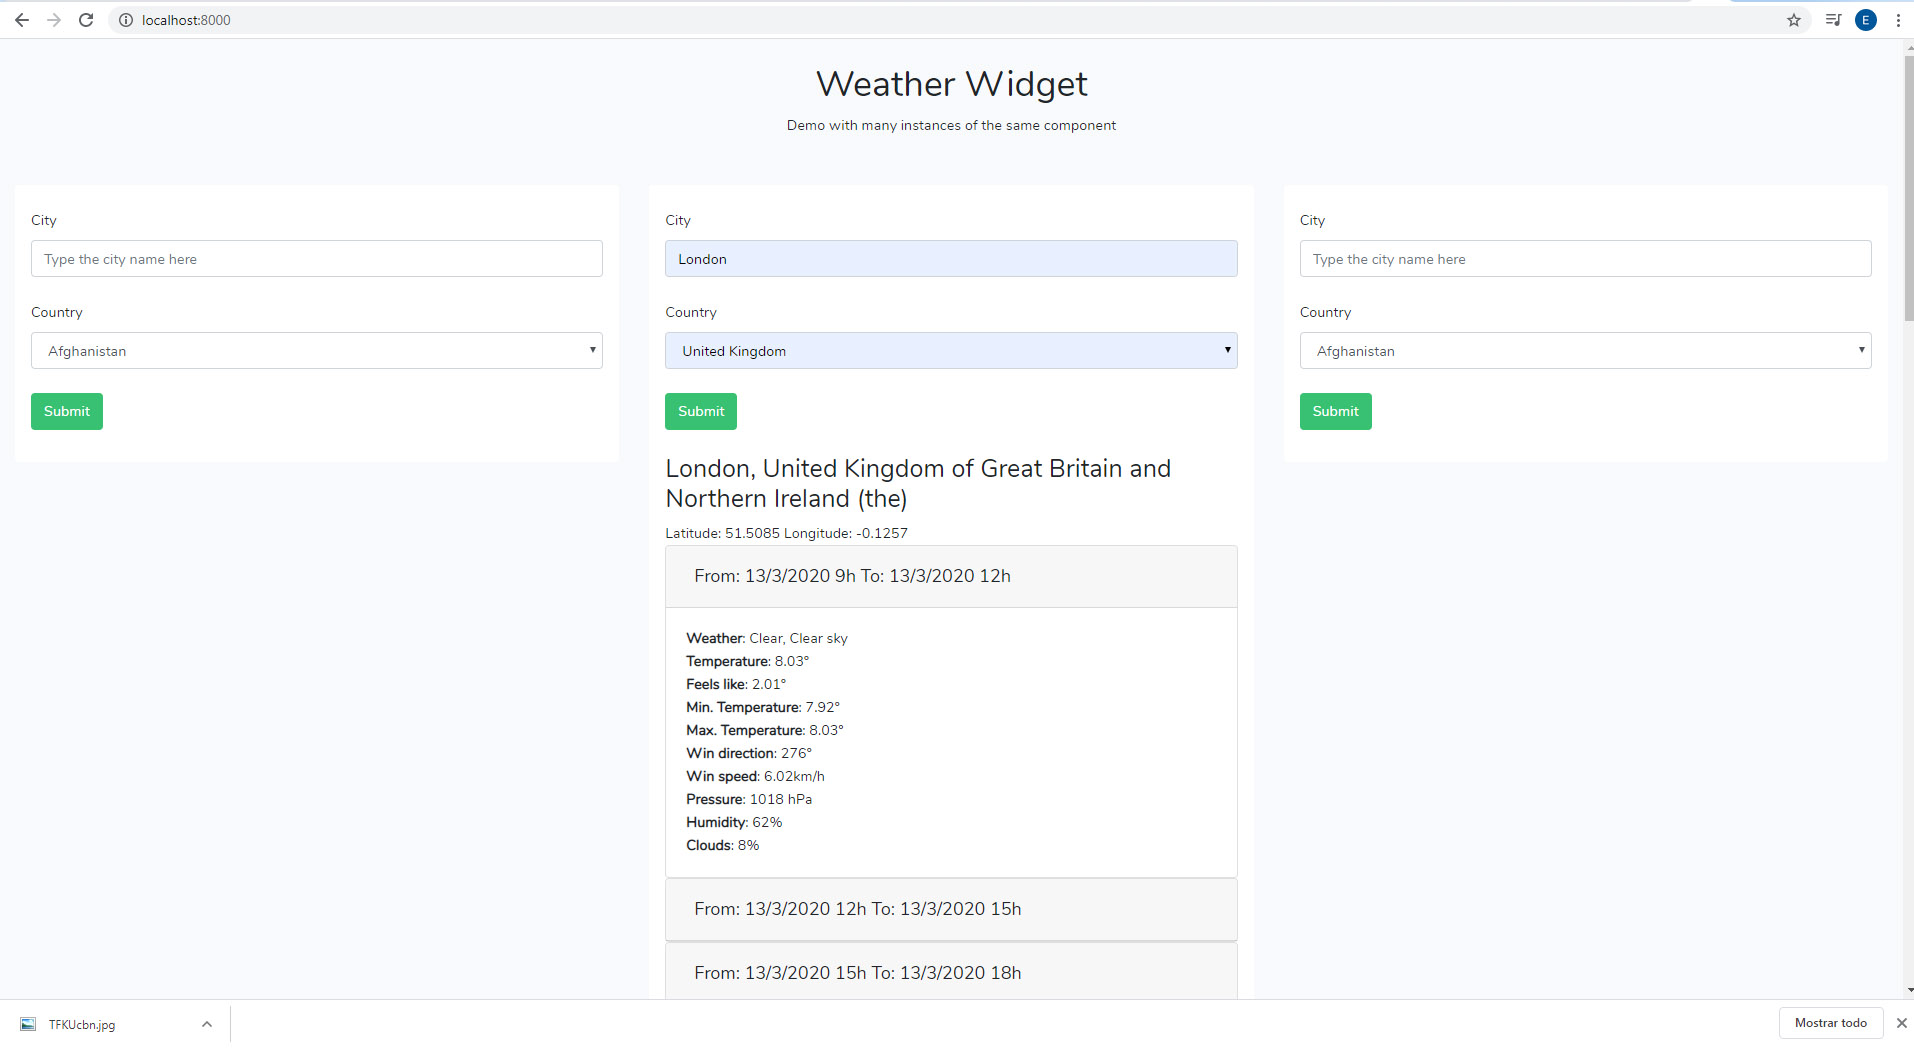 localhost:8000
E
Weather Widget
Demo with many instances of the same component
City
Type the city name here
Country
Afghanistan
Submit
City
London
Country
United Kingdom
Submit
London, United Kingdom of Great Britain and
Northern Ireland (the)
Latitude: 51.5085 Longitude: -0.1257
From: 13/3/2020 9h To: 13/3/2020 12h
Weather: Clear, Clear sky
Temperature: 8.03°
Feels like: 2.01°
Min. Temperature: 7.92°
Max. Temperature: 8.03°
Win direction: 276°
Win speed: 6.02km/h
Pressure: 1018 hPa
Humidity: 62%
Clouds: 8%
From: 13/3/2020 12h To: 13/3/2020 15h
From: 13/3/2020 15h To: 13/3/2020 18h
City
Type the city name here
Country
Afghanistan
Submit
TFKUcbn.jpg
Mostrar todo